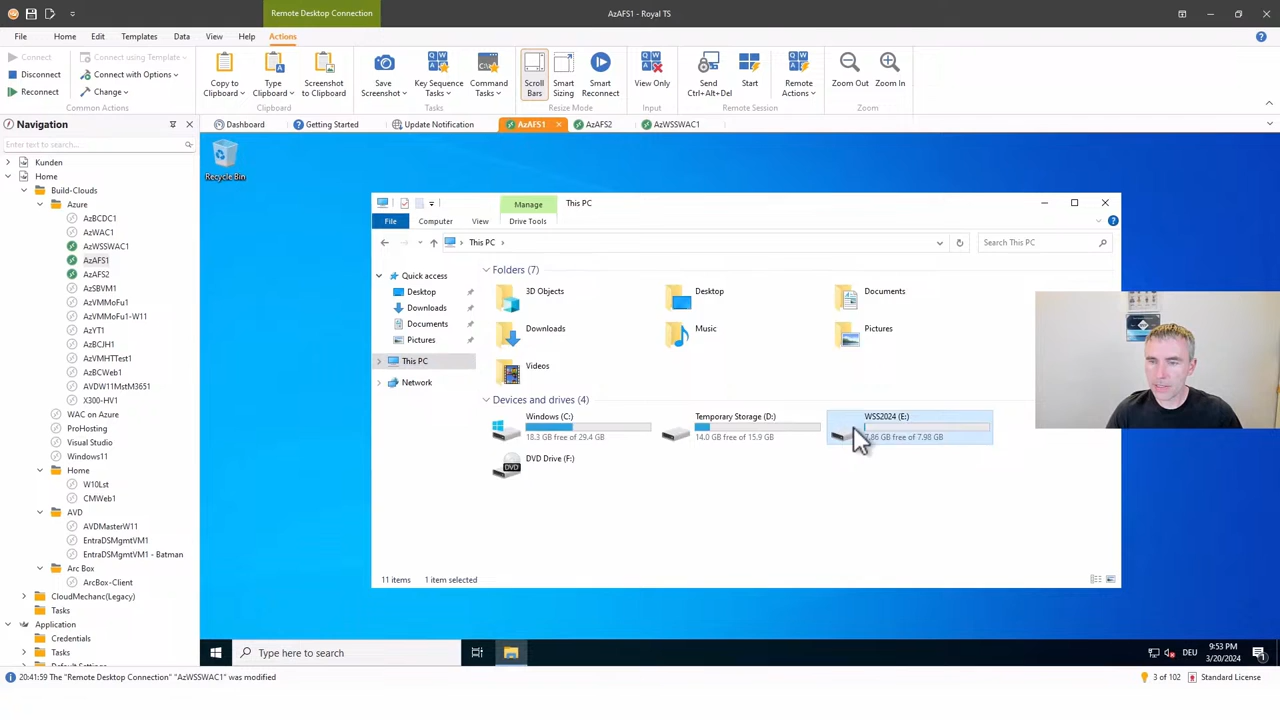 Remote Desktop Connection
AzAFS1 - Royal TS
File Home Edit Templates Data View Help Actions
Connect
Disconnect
Reconnect
Connect using Template
Connect with Options
Change
Common Actions
Copy to Clipboard
Type Clipboard
Screenshot to Clipboard
Clipboard
Save Screenshot
Key Sequence Tasks
Command Tasks
Tasks
Scroll Bars
Smart Sizing
Smart Reconnect
Resize Mode
View Only
Input
Send Ctrl+Alt+Del
Start
Remote Actions
Remote Session
Zoom Out
Zoom In
Zoom
Navigation
Dashboard
Getting Started
Update Notification
AzAFS1
AzAFS2
AzWSSWAC1
Enter text to search...
Kunden
Home
Build-Clouds
Azure
AzBCDC1
AzWAC1
AzWSSWAC1
AzAFS1
AzAFS2
AzSBVM1
AzVMMoFu1
AzVMMoFu1-W11
AzVT1
AzBCJH1
AzVMHTTest1
AzBCWeb1
AVDW11MstM3651
X300-HV1
WAC on Azure
ProHosting
Visual Studio
Windows11
Home
W10Lst
CMWeb1
AVD
AVDMasterW11
EntraDSMgmtVM1
EntraDSMgmtVM1 - Batman
Arc Box
ArcBox-Client
CloudMechanc(Legacy)
Tasks
Application
Credentials
Tasks
Default Settings
Recycle Bin
Manage
This PC
File
Computer
View
Drive Tools
This PC
Search This PC
Quick access
Desktop
Downloads
Documents
Pictures
This PC
Network
Folders (7)
3D Objects
Desktop
Documents
Downloads
Music
Pictures
Videos
Devices and drives (4)
Windows (C:)
18.3 GB free of 29.4 GB
Temporary Storage (D:)
14.0 GB free of 15.9 GB
WSS2024 (E:)
7.86 GB free of 7.98 GB
DVD
DVD Drive (F:)
11 items
1 item selected
Type here to search
DEU
9:53 PM
3/20/2024
20:41:59 The "Remote Desktop Connection" "AzWSSWAC1" was modified
3 of 102
Standard License